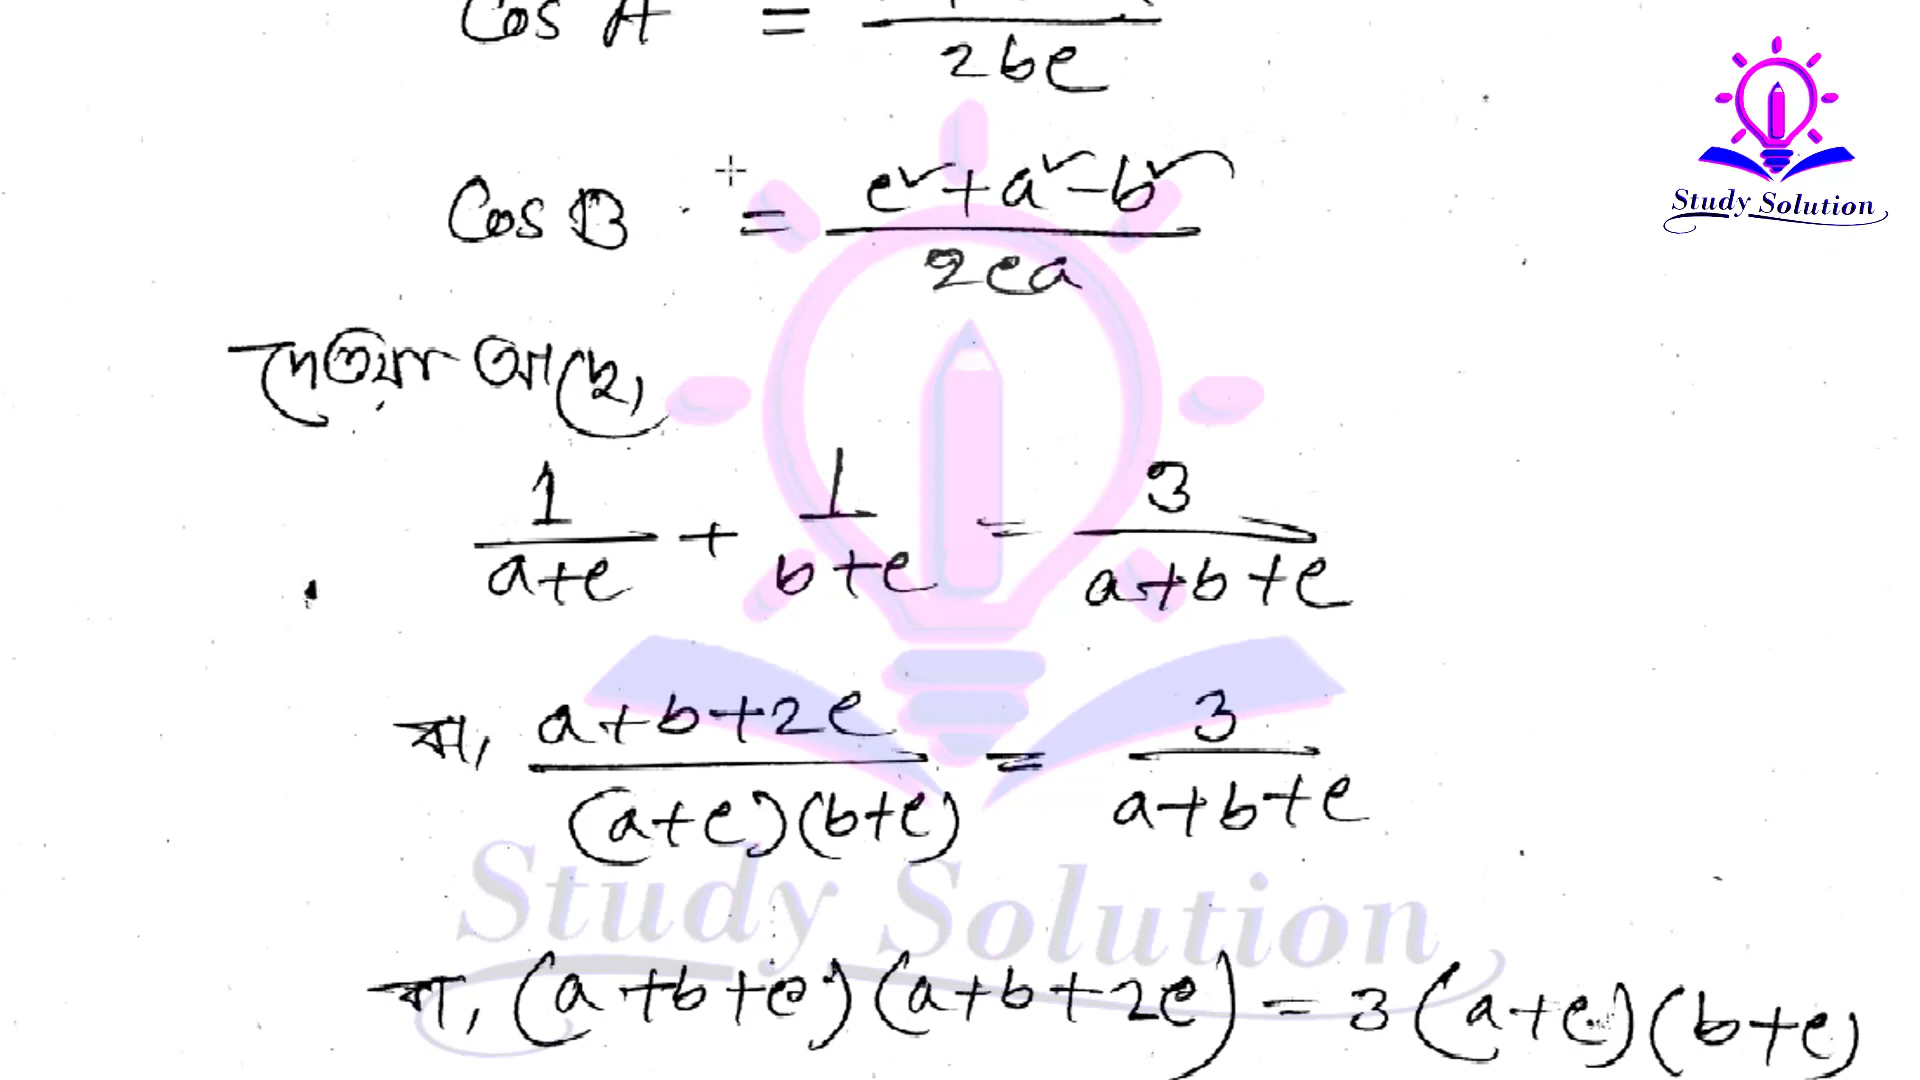 Cos A = / 2bc
Study Solution
Cos B = c²+a²-b² / 2ca
দেওয়া আছে,
1/(a+c) + 1/(b+c) = 3/(a+b+c)
বা, (a+b+2c)/((a+c)(b+c)) = 3/(a+b+c)
Study Solution
বা, (a+b+c)(a+b+2c) = 3(a+c)(b+c)